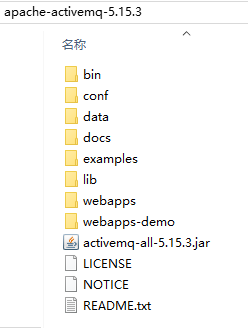 apache-activemq-5.15.3
名称
bin
conf
data
docs
examples
lib
webapps
webapps-demo
activemq-all-5.15.3.jar
LICENSE
NOTICE
README.txt